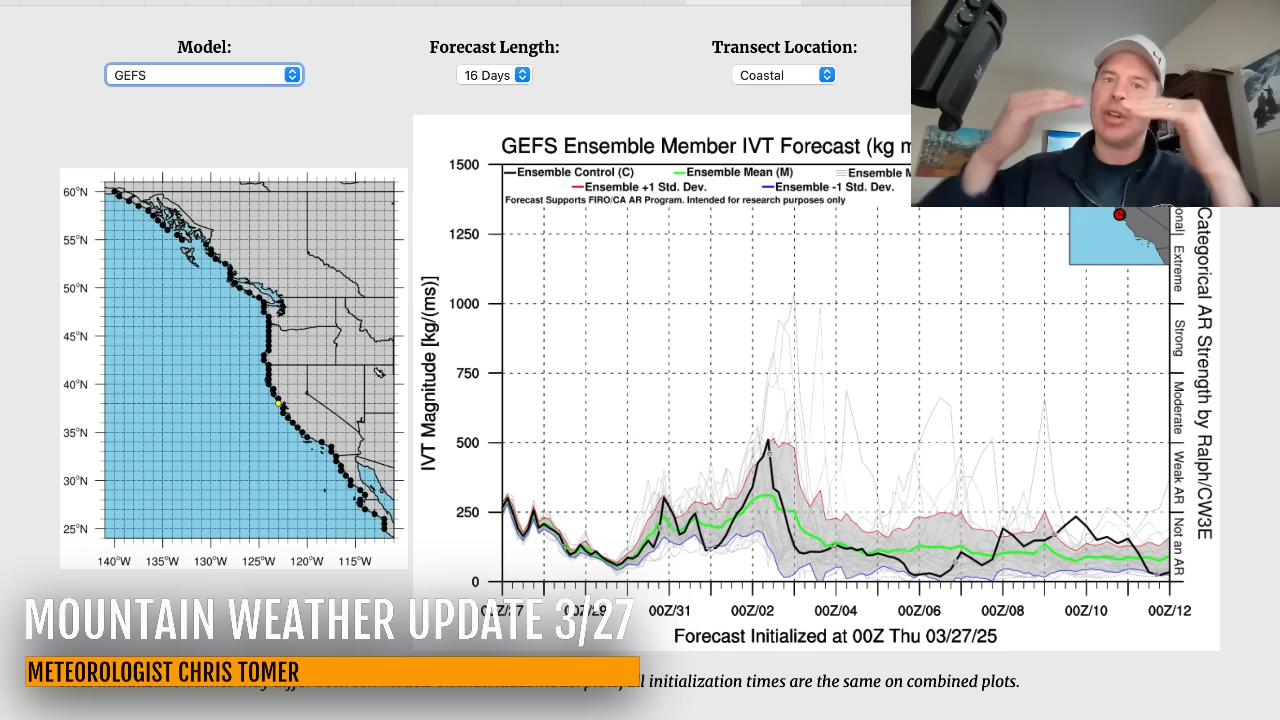 Model:
Forecast Length:
Transect Location:
GEFS
16 Days
Coastal
GEFS Ensemble Member IVT Forecast (kg
Ensemble Control (C)
Ensemble Mean (M)
Ensemble
Ensemble +1 Std. Dev.
Ensemble -1 Std. Dev.
Forecast Supports FIRO/CA AR Program. Intended for research purposes only
1500
1250
1000
750
500
250
0
IVT Magnitude [kg/(ms)]
Extreme
Strong
Moderate
Weak AR
Not an AR
Categorical AR Strength by Ralph/CW3E
60°N
55°N
50°N
45°N
40°N
35°N
30°N
25°N
140°W
135°W
130°W
125°W
120°W
115°W
00Z/31
00Z/02
00Z/04
00Z/06
00Z/08
00Z/10
00Z/12
Forecast Initialized at 00Z Thu 03/27/25
MOUNTAIN WEATHER UPDATE 3/27
METEOROLOGIST CHRIS TOMER
initialization times are the same on combined plots.